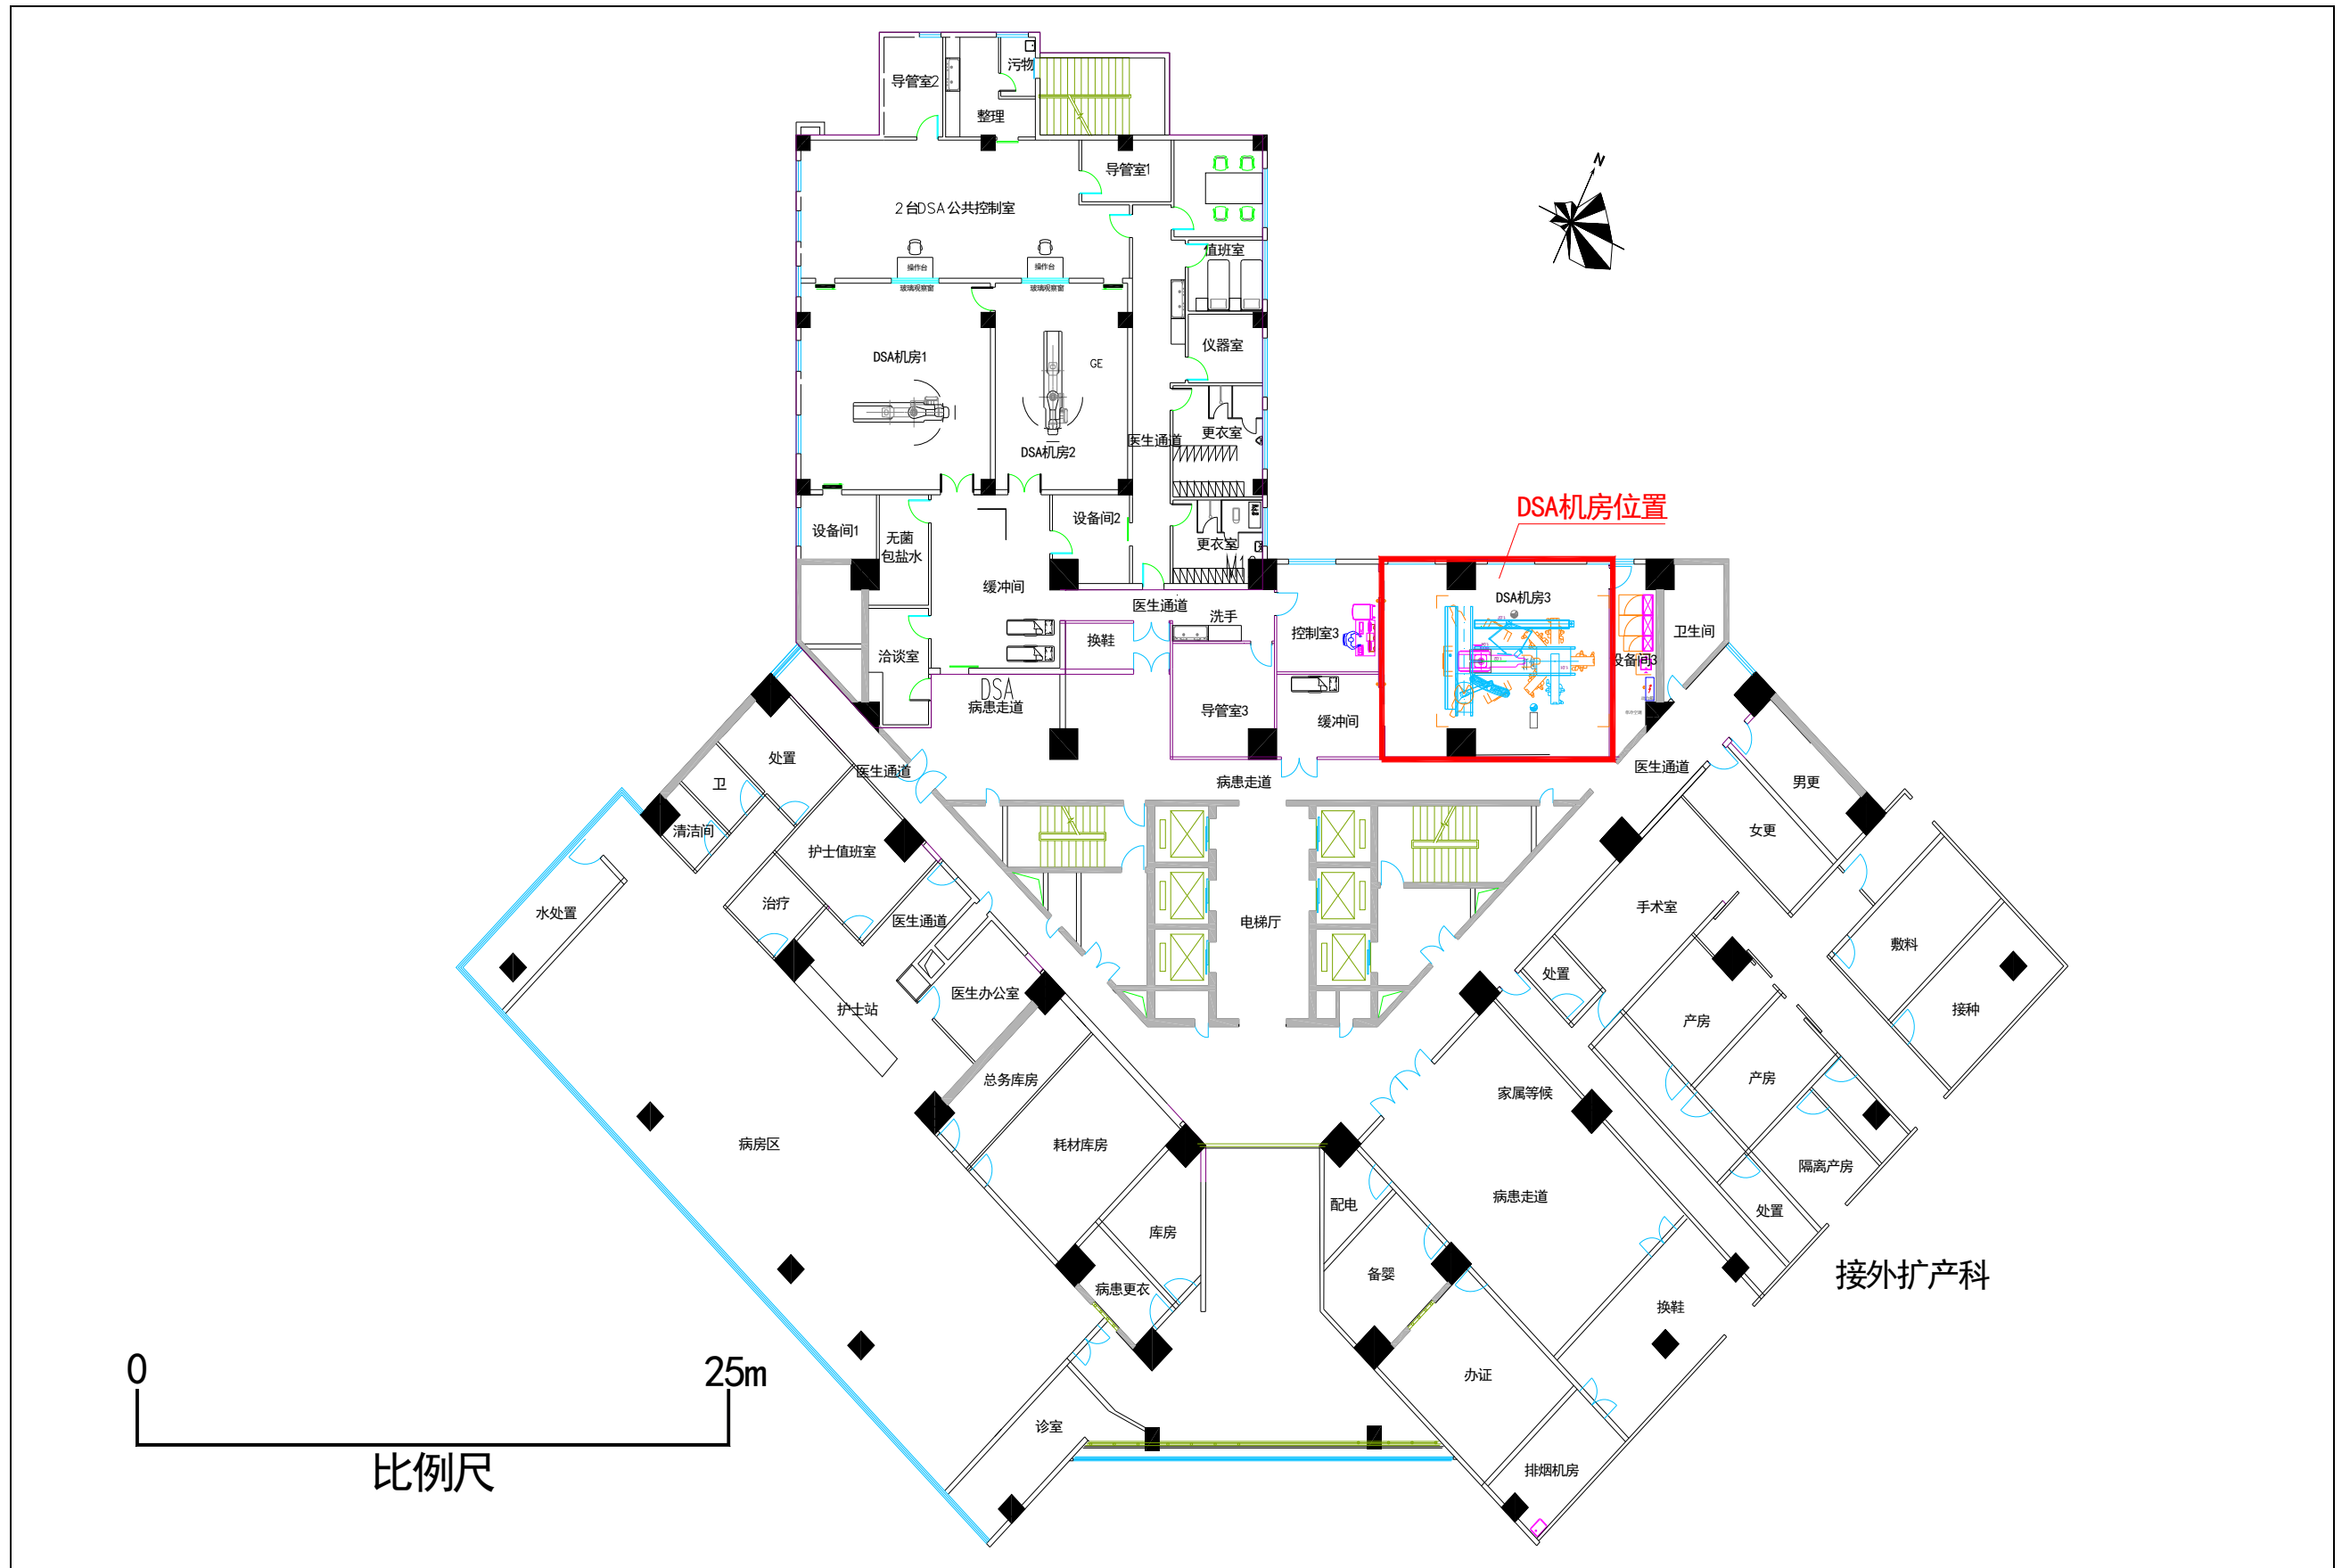 导管室2
污物
整理
N
导管室1
2台DSA公共控制室
值班室
操作台
操作台
玻璃观察窗
玻璃观察窗
仪器室
DSA机房1
GE
更衣室
医生通道
DSA机房2
DSA机房位置
设备间1
无菌
包盐水
设备间2
更衣室
缓冲间
医生通道
DSA机房3
洗手
控制室3
卫生间
换鞋
洽谈室
设备间3
DSA
病患走道
导管室3
缓冲间
处置
医生通道
病患走道
医生通道
卫
男更
清洁间
女更
护士值班室
治疗
水处置
医生通道
电梯厅
手术室
敷料
处置
医生办公室
护士站
接种
产房
总务库房
产房
家属等候
病房区
耗材库房
隔离产房
病患走道
配电
处置
库房
备婴
接外扩产科
病患更衣
换鞋
0
25m
办证
诊室
比例尺
排烟机房